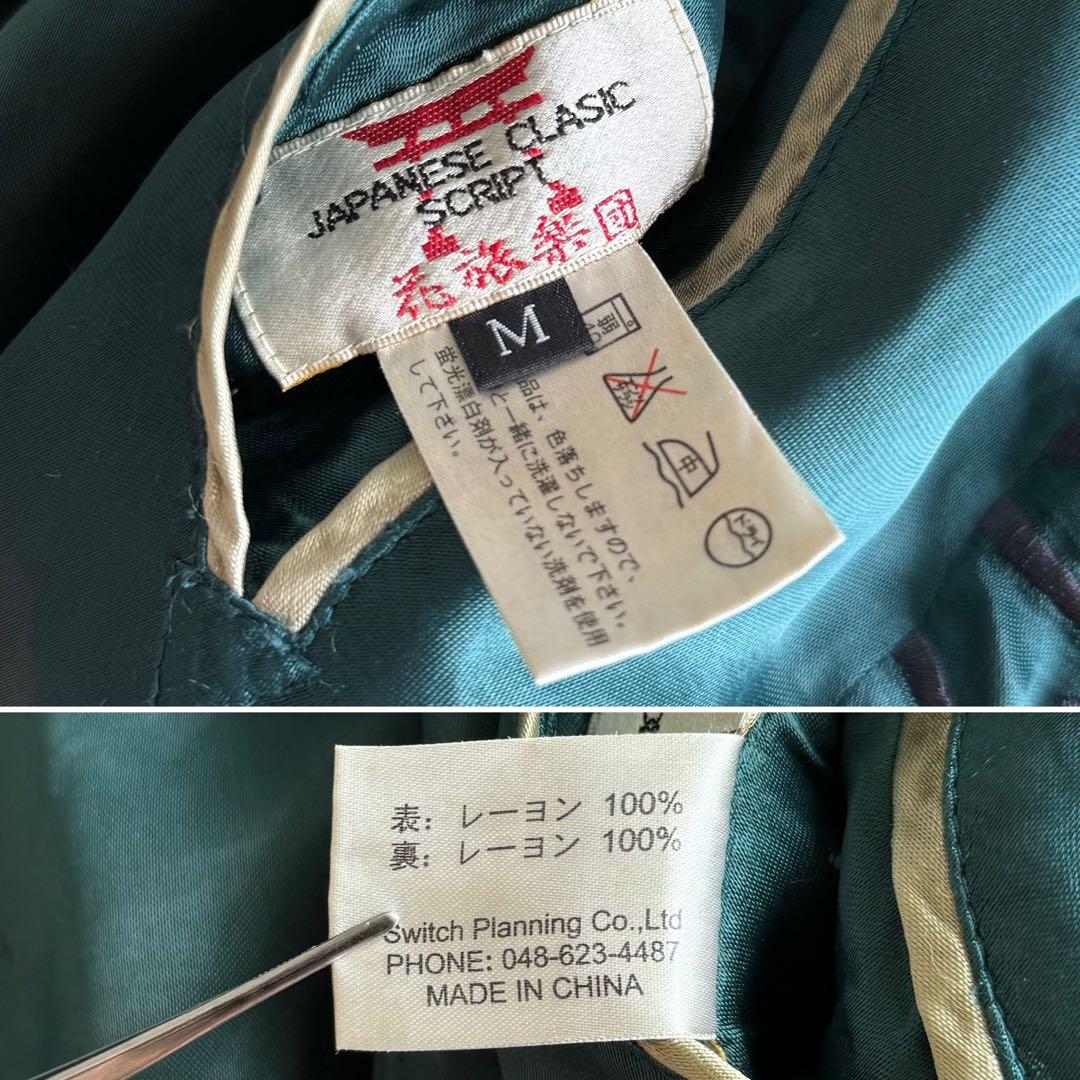 JAPANESE CLASIC
SCRIPT
花旅楽団
M
弱
中
ドライ
品は、色落ちしますので、
と一緒に洗濯しないで下さい。
蛍光漂白剤が入っていない洗剤を使用
して下さい。
表: レーヨン 100%
裏: レーヨン 100%
Switch Planning Co.,Ltd
PHONE: 048-623-4487
MADE IN CHINA